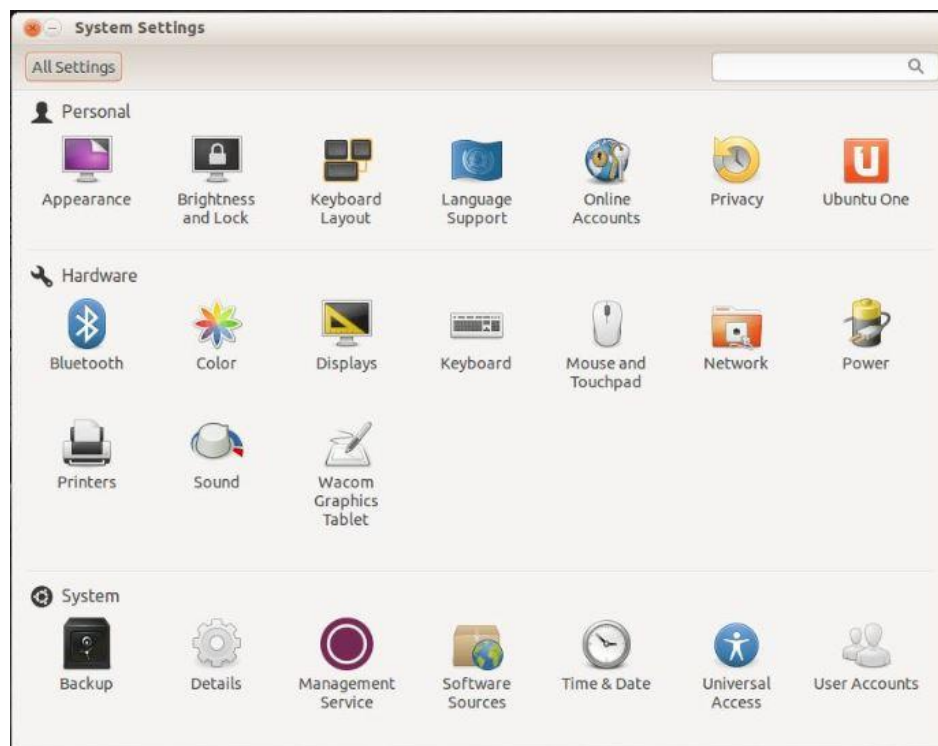 System Settings
All Settings
Personal
Appearance
Brightness
and Lock
Keyboard
Layout
Language
Support
Online
Accounts
Privacy
Ubuntu One
Hardware
Bluetooth
Color
Displays
Keyboard
Mouse and
Touchpad
Network
Power
Printers
Sound
Wacom
Graphics
Tablet
System
Backup
Details
Management
Service
Software
Sources
Time & Date
Universal
Access
User Accounts